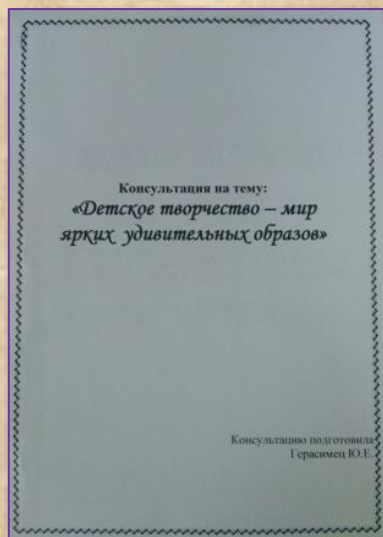 Консультация на тему:
«Детское творчество – мир
ярких удивительных образов»
Консультацию подготовила
Герасимец Ю.Е.